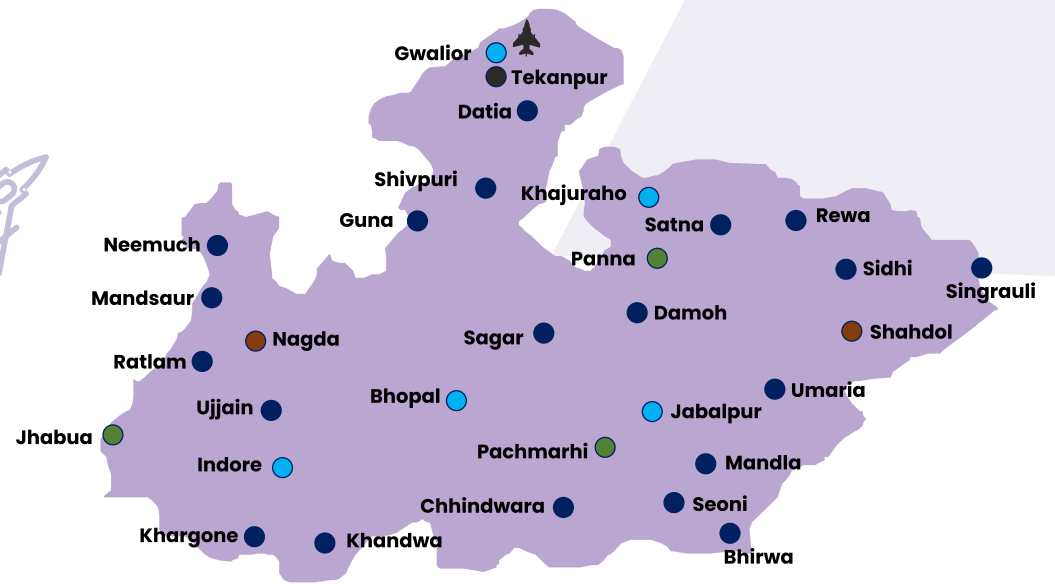 Gwalior
Tekanpur
Datia
Shivpuri
Khajuraho
Guna
Satna
Rewa
Neemuch
Panna
Sidhi
Singrauli
Mandsaur
Damoh
Nagda
Sagar
Shahdol
Ratlam
Umaria
Bhopal
Ujjain
Jabalpur
Jhabua
Pachmarhi
Indore
Mandla
Chhindwara
Seoni
Khargone
Khandwa
Bhirwa